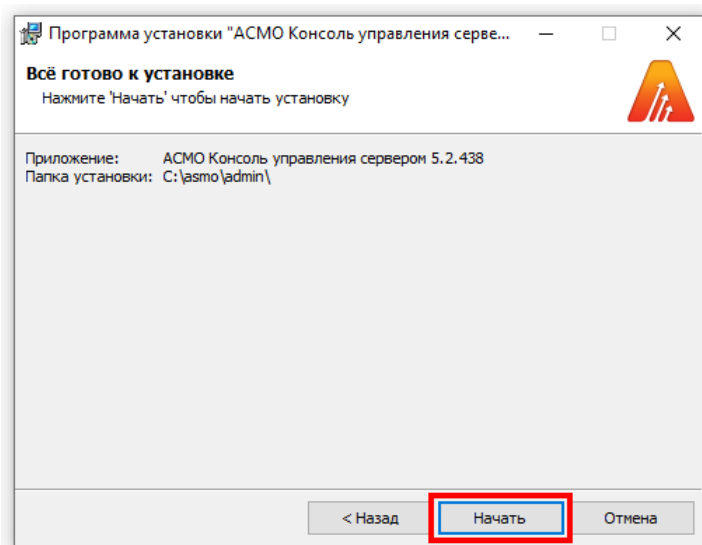 Программа установки "АСМО Консоль управления серве...
Всё готово к установке
Нажмите 'Начать' чтобы начать установку
Приложение: АСМО Консоль управления сервером 5.2.438
Папка установки: C:\asmo\admin\
< Назад Начать Отмена